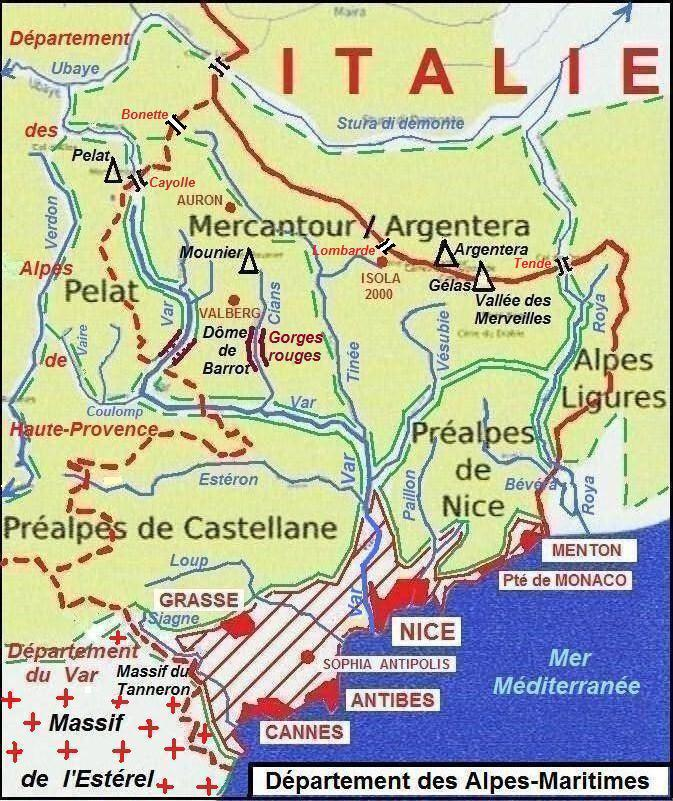 Département
des
Alpes
de
Haute-Provence
ITALIE
Maira
Ubaye
Ubaye
Stura di demonte
Bonette
Pelat
Cayolle
Verdon
AURON
Mercantour / Argentera
Mounier
Lombarde
Argentera
ISOLA
2000
Gélas
Tende
Vallée des
Merveilles
Pelat
Var
VALBERG
Cians
Dôme
de
Barrot
Gorges
rouges
Tinée
Vésubie
Roya
Vaire
Alpes
Ligures
Coulomp
Var
Préalpes
de
Nice
Var
Paillon
Bévéra
Roya
Estéron
Préalpes de Castellane
Loup
MENTON
Pté de MONACO
GRASSE
Siagne
Var
NICE
Département
du Var
Massif du
Tanneron
SOPHIA ANTIPOLIS
Mer
Méditerranée
ANTIBES
CANNES
Massif
de l'Estérel
Département des Alpes-Maritimes